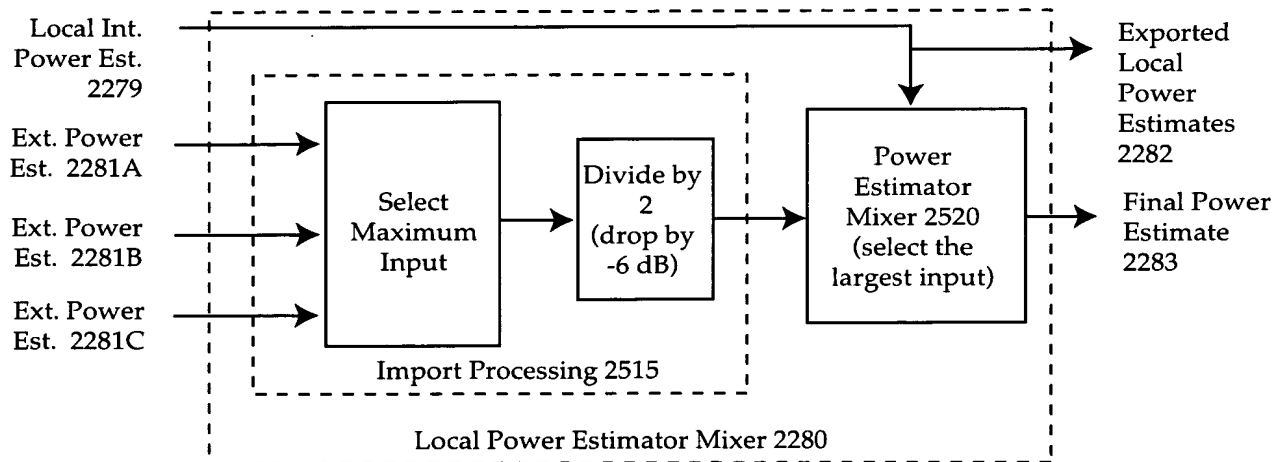 Local Int.
Power Est.
2279
Ext. Power
Est. 2281A
Ext. Power
Est. 2281B
Ext. Power
Est. 2281C
Select
Maximum
Input
Divide by
2
(drop by
-6 dB)
Import Processing 2515
Power
Estimator
Mixer 2520
(select the
largest input)
Local Power Estimator Mixer 2280
Exported
Local
Power
Estimates
2282
Final Power
Estimate
2283